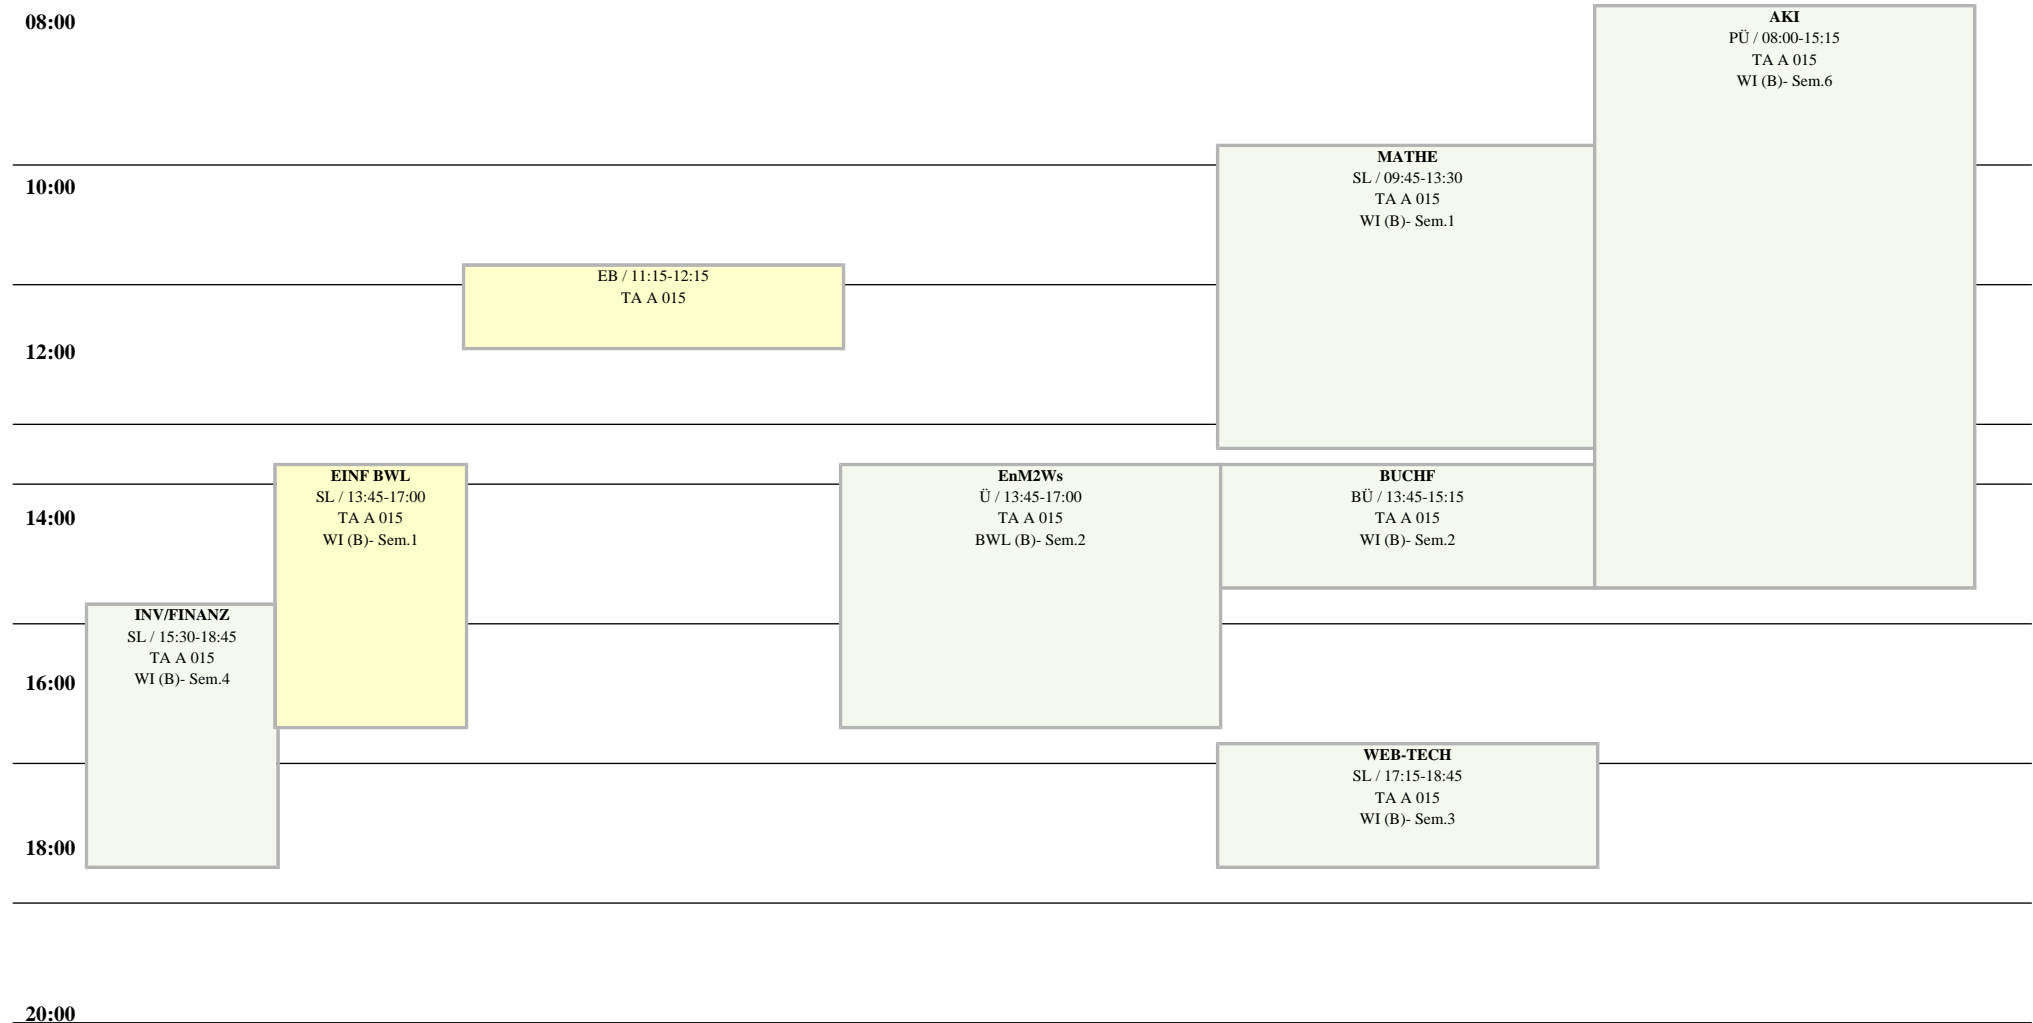 08:00
10:00
12:00
14:00
16:00
18:00
20:00
INV/FINANZ
SL / 15:30-18:45
TA A 015
WI (B)- Sem.4
EINF BWL
SL / 13:45-17:00
TA A 015
WI (B)- Sem.1
EB / 11:15-12:15
TA A 015
EnM2Ws
Ü / 13:45-17:00
TA A 015
BWL (B)- Sem.2
MATHE
SL / 09:45-13:30
TA A 015
WI (B)- Sem.1
BUCHF
BÜ / 13:45-15:15
TA A 015
WI (B)- Sem.2
WEB-TECH
SL / 17:15-18:45
TA A 015
WI (B)- Sem.3
AKI
PÜ / 08:00-15:15
TA A 015
WI (B)- Sem.6